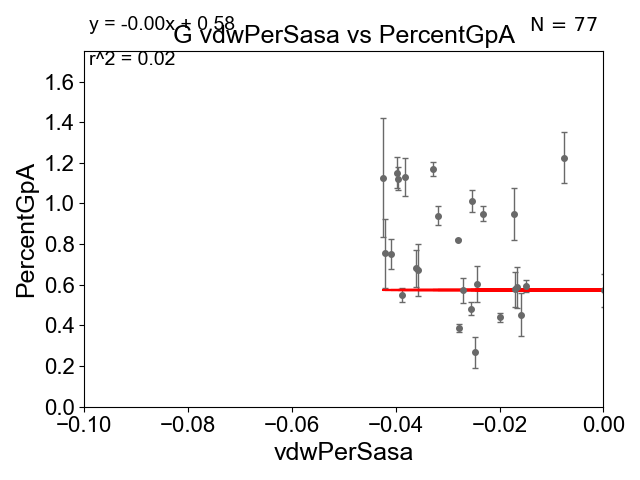 y = -0.00x + 0.58
G vdwPerSasa vs PercentGpA
N = 77
r^2 = 0.02
1.6
1.4
1.2
1.0
0.8
0.6
0.4
0.2
0.0
PercentGpA
−0.10 −0.08 −0.06 −0.04 −0.02 0.00
vdwPerSasa